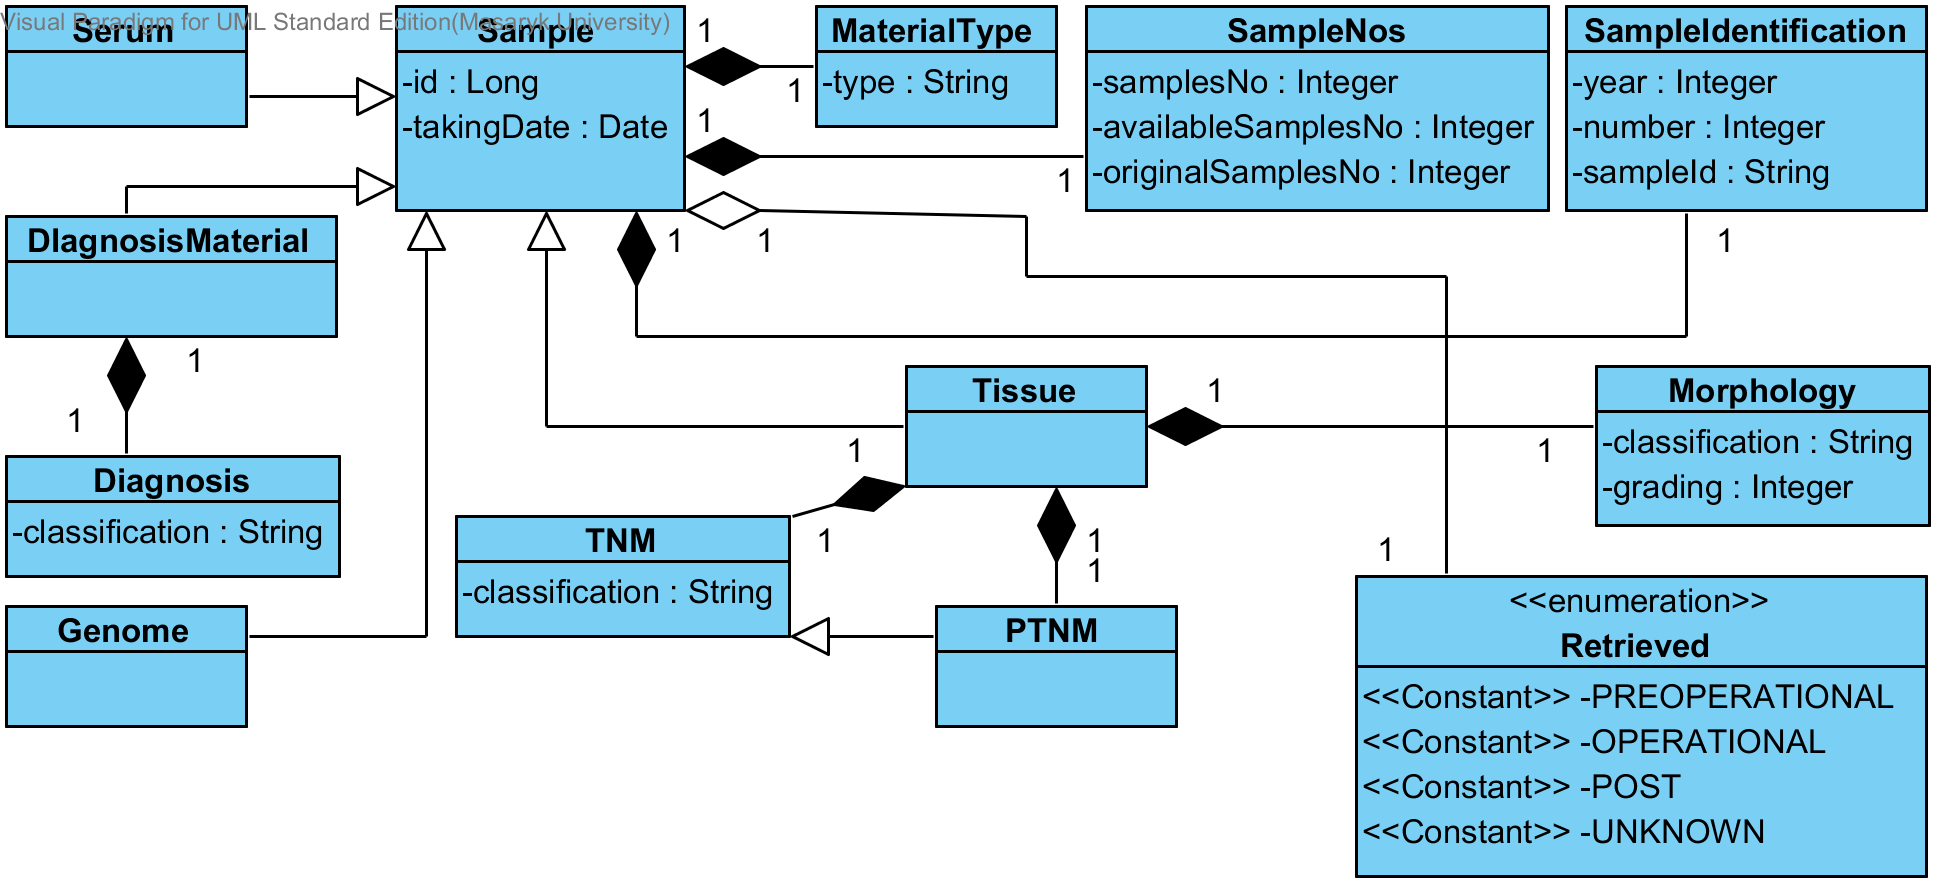 Visual Paradigm for UML Standard Edition(Masaryk University)
Serum
Sample
-id : Long
-takingDate : Date
1
1
MaterialType
-type : String
1
1
SampleNos
-samplesNo : Integer
-availableSamplesNo : Integer
-originalSamplesNo : Integer
SampleIdentification
-year : Integer
-number : Integer
-sampleId : String
1
1
1
DIagnosisMaterial
1
1
Diagnosis
-classification : String
Genome
Tissue
1
1
Morphology
-classification : String
-grading : Integer
1
1
TNM
-classification : String
1
1
PTNM
1
<<enumeration>>
Retrieved
<<Constant>> -PREOPERATIONAL
<<Constant>> -OPERATIONAL
<<Constant>> -POST
<<Constant>> -UNKNOWN